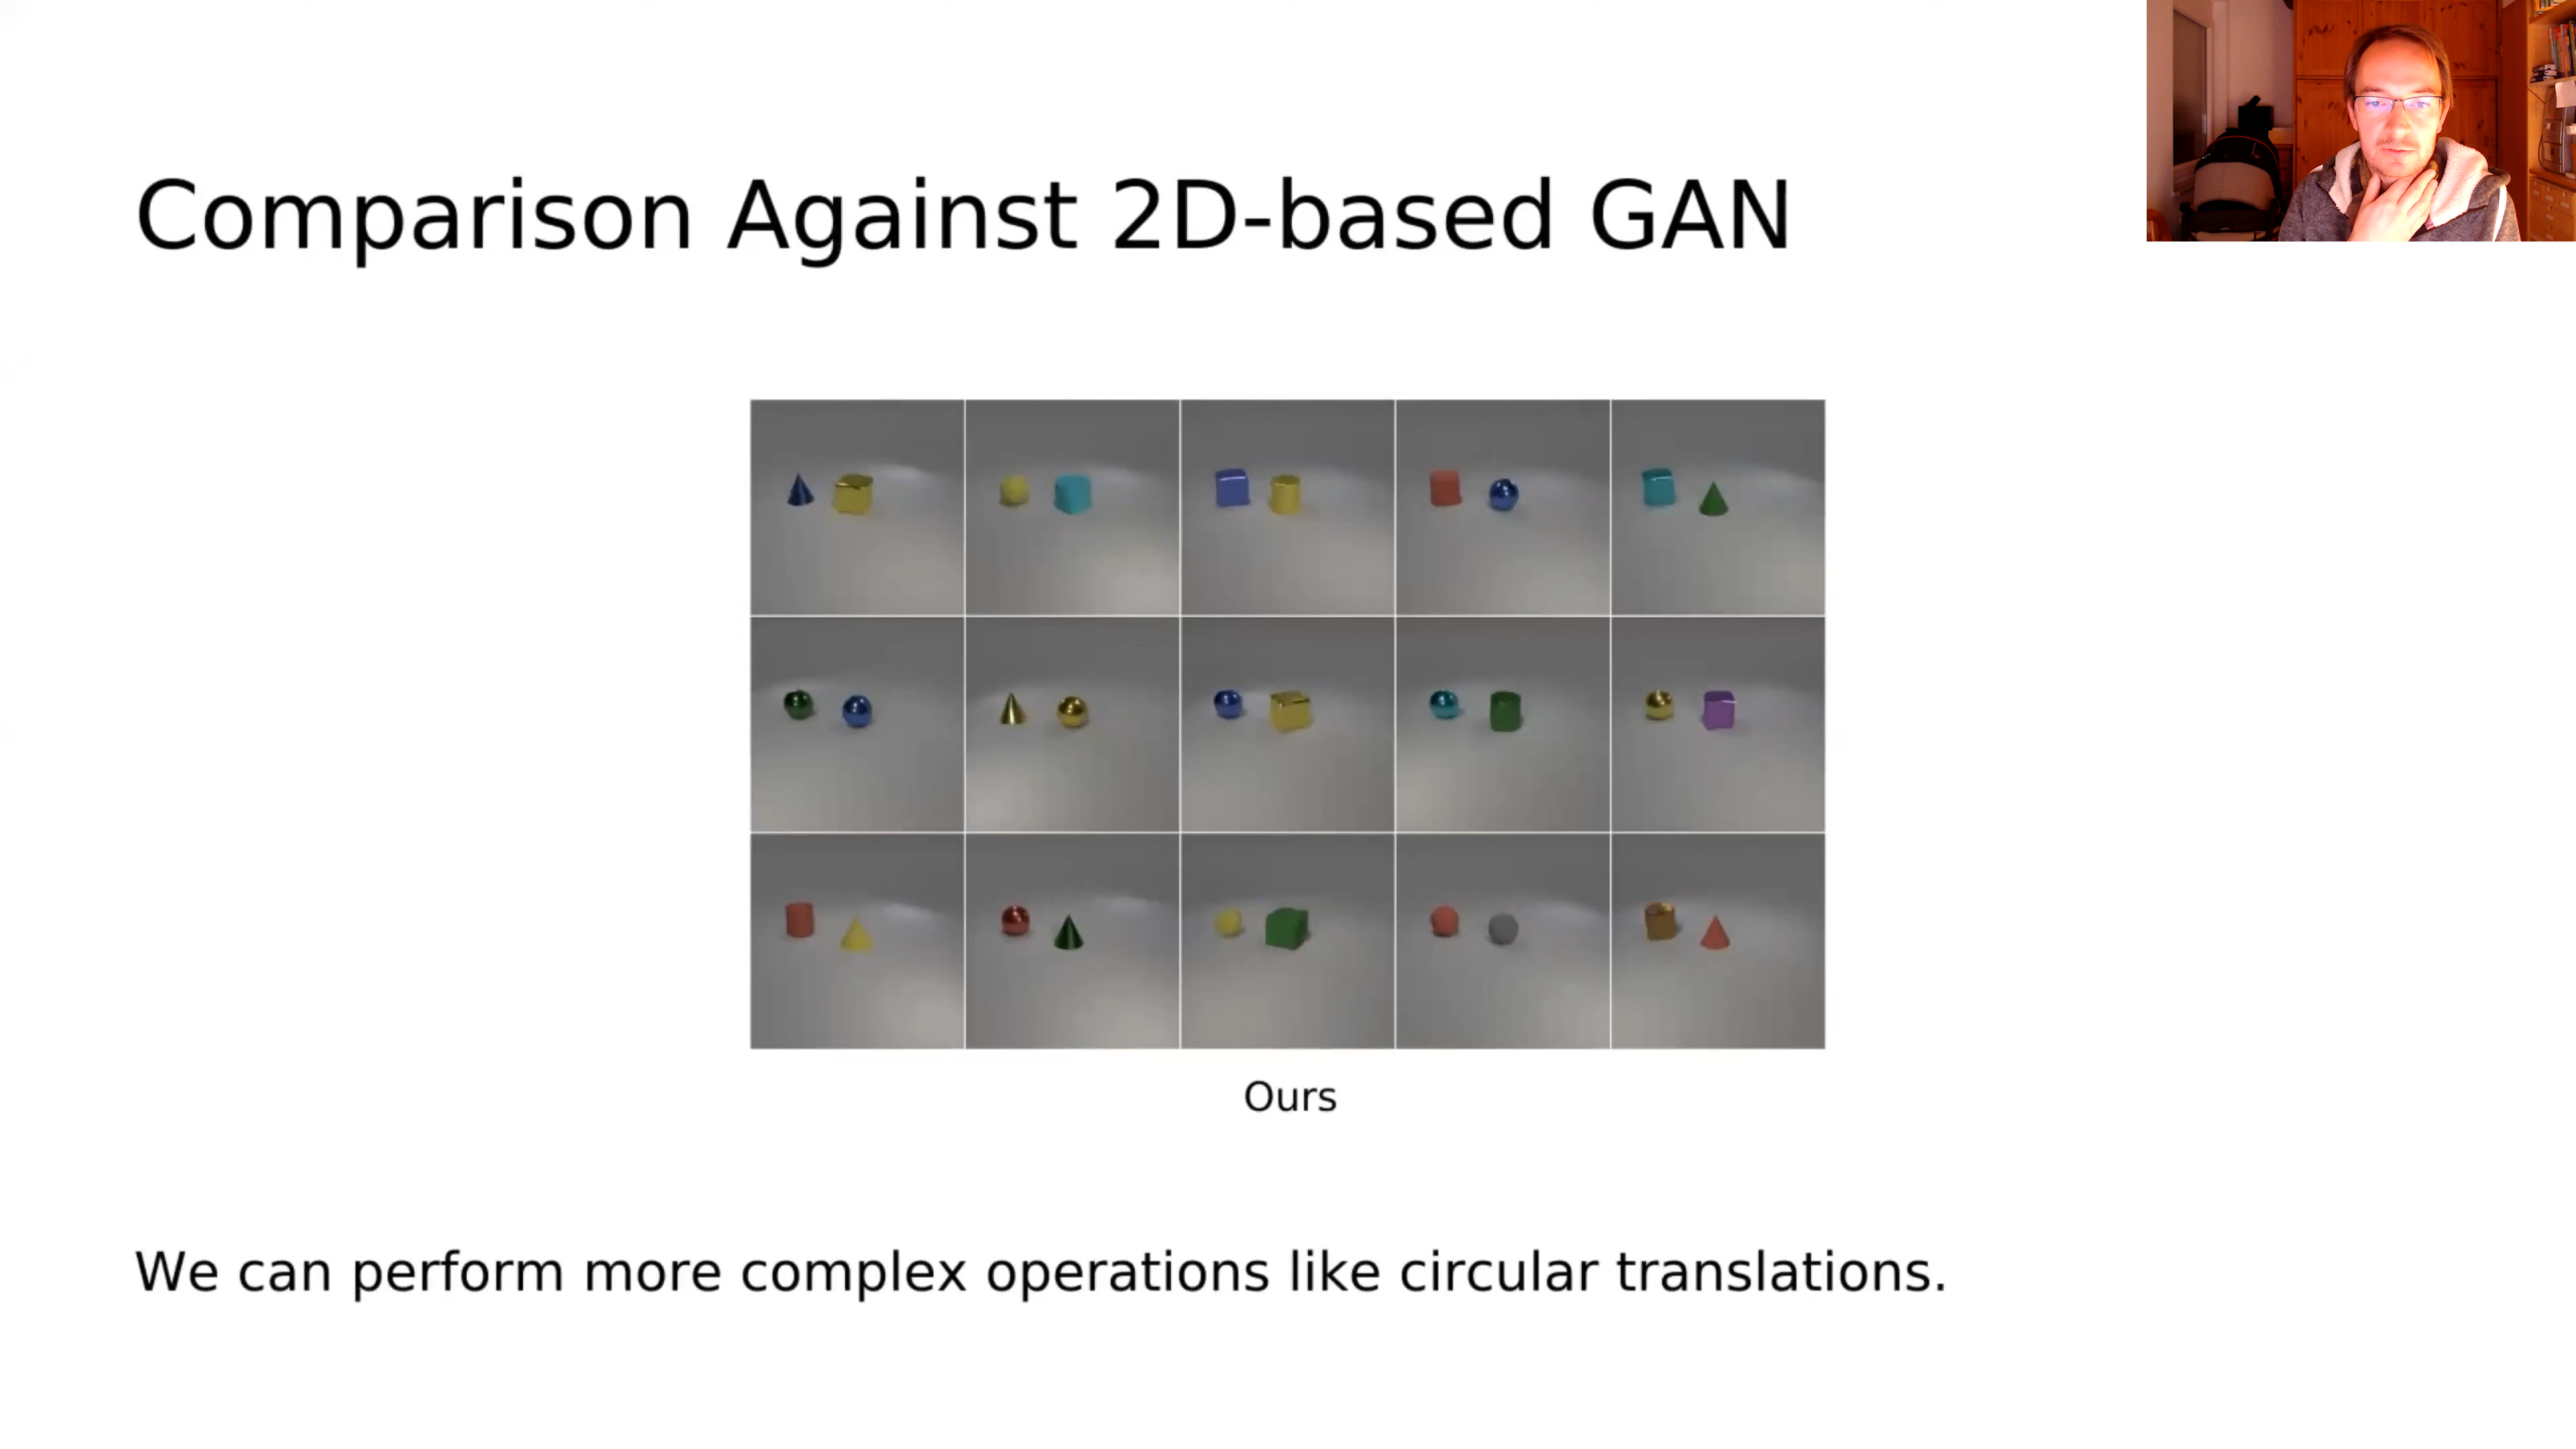 Comparison Against 2D-based GAN
Ours
We can perform more complex operations like circular translations.